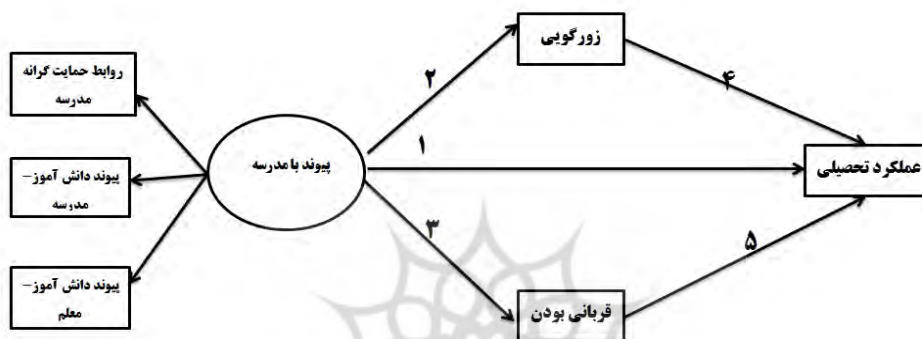 زورگویی
روابط حمایت گرانه
مدرسه
۲
۴
پیوند با مدرسه
۱
پیوند دانش آموز-
مدرسه
عملکرد تحصیلی
۳
۵
پیوند دانش آموز-
معلم
قربانی بودن